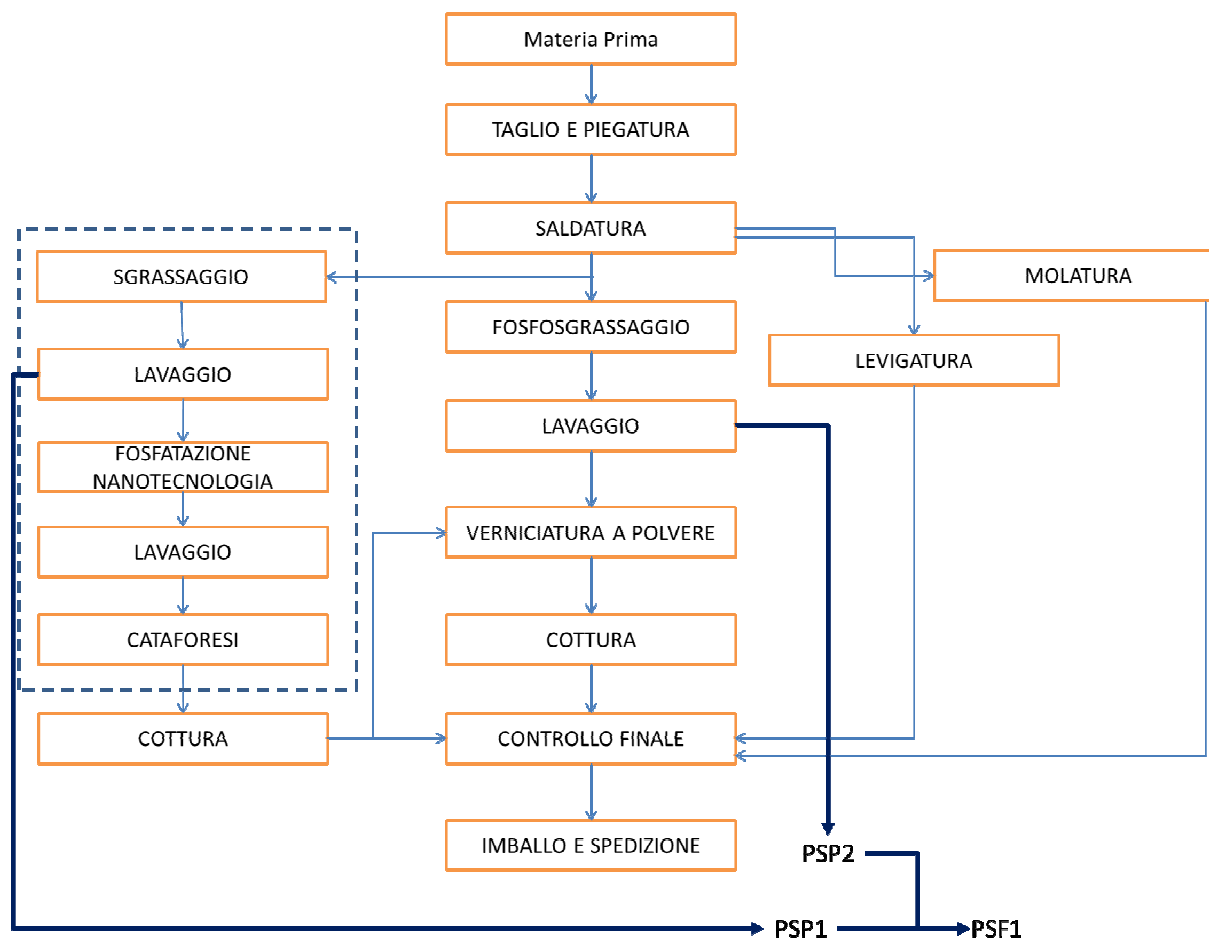 Materia Prima
TAGLIO E PIEGATURA
SALDATURA
SGRASSAGGIO
MOLATURA
FOSFOSGRASSAGGIO
LEVIGATURA
LAVAGGIO
LAVAGGIO
FOSFATAZIONE
NANOTECNOLOGIA
VERNICIATURA A POLVERE
LAVAGGIO
CATAFORESI
COTTURA
COTTURA
CONTROLLO FINALE
IMBALLO E SPEDIZIONE
PSP2
PSP1
PSF1